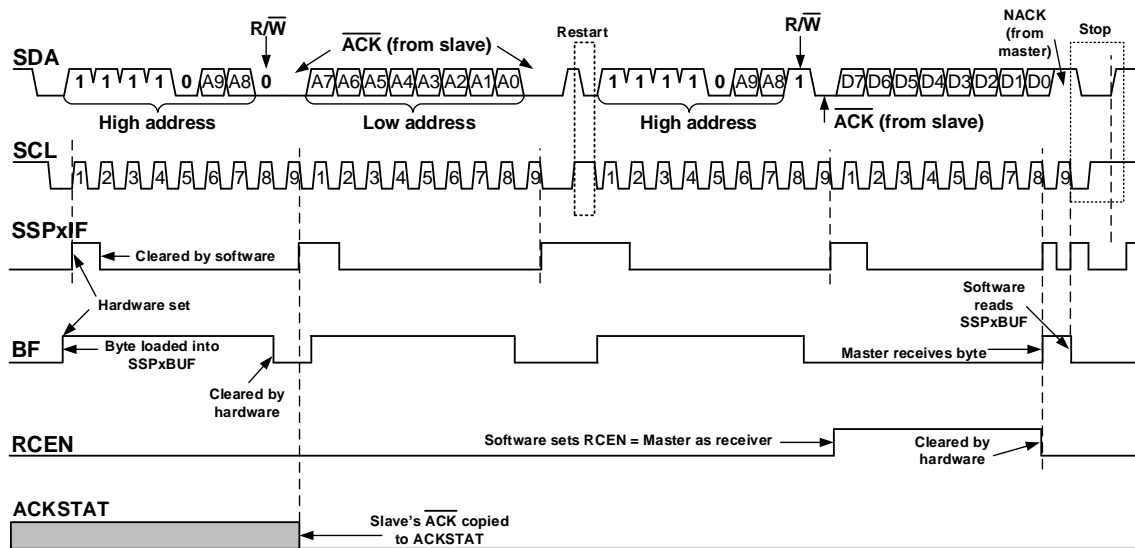 R/W
ACK (from slave)
Restart
R/W
NACK
(from
master)
Stop
SDA
1 1 1 1 0 A9 A8 0 A7 A6 A5 A4 A3 A2 A1 A0 1 1 1 1 0 A9 A8 1 D7 D6 D5 D4 D3 D2 D1 D0
High address
Low address
High address
ACK (from slave)
SCL
1 2 3 4 5 6 7 8 9 1 2 3 4 5 6 7 8 9 1 2 3 4 5 6 7 8 9 1 2 3 4 5 6 7 8 9
SSPxIF
Cleared by software
Hardware set
Software
reads
SSPxBUF
BF
Byte loaded into
SSPxBUF
Cleared by
hardware
Master receives byte
RCEN
Software sets RCEN = Master as receiver
Cleared by
hardware
ACKSTAT
Slave's ACK copied
to ACKSTAT